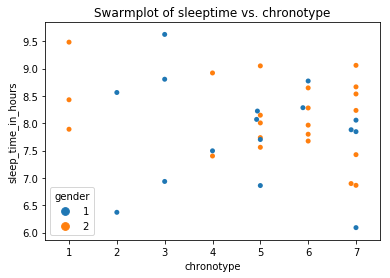 Swarmplot of sleeptime vs. chronotype
9.5
9.0
8.5
8.0
7.5
7.0
6.5
6.0
sleep_time_in_hours
gender
1
2
1 2 3 4 5 6 7
chronotype